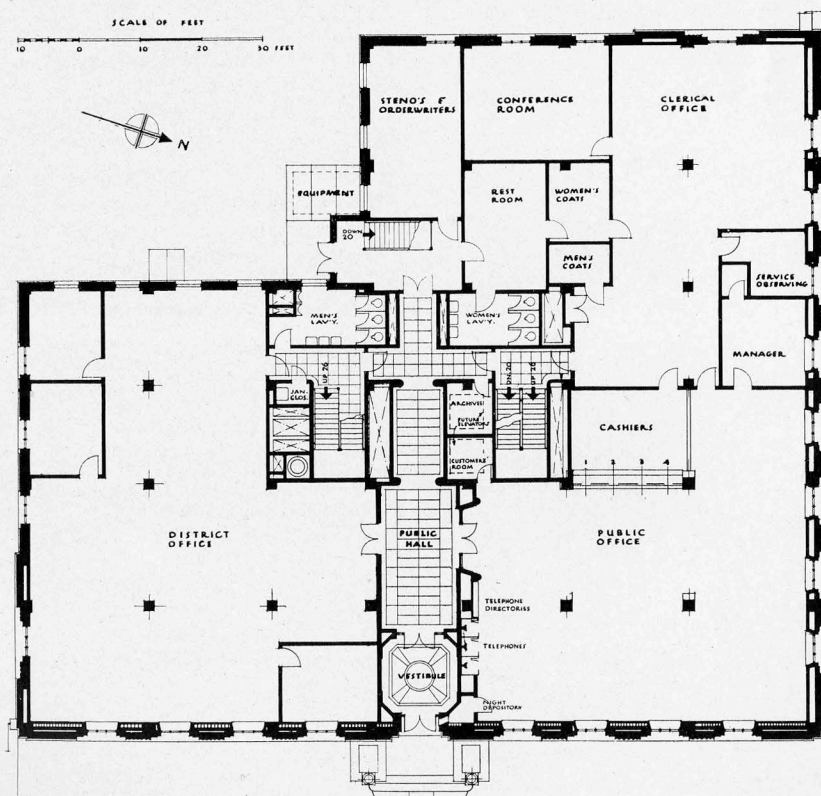 SCALE OF FEET
10 0 10 20 30 FEET
N
STENO'S &
ORDERWRITERS
CONFERENCE
ROOM
CLERICAL
OFFICE
EQUIPMENT
REST
ROOM
WOMEN'S
COATS
DOWN
20
MEN'S
COATS
SERVICE
OBSERVING
MEN'S
LAV'Y.
WOMEN'S
LAV'Y.
MANAGER
UP 26
DN. 20
UP 26
JAN.
CLOS.
ARCHIVES
FUTURE
ELEVATORS
CUSTOMERS'
ROOM
CASHIERS
1 2 3 4
DISTRICT
OFFICE
PUBLIC
HALL
PUBLIC
OFFICE
TELEPHONE
DIRECTORIES
TELEPHONES
VESTIBULE
NIGHT
DEPOSITORY